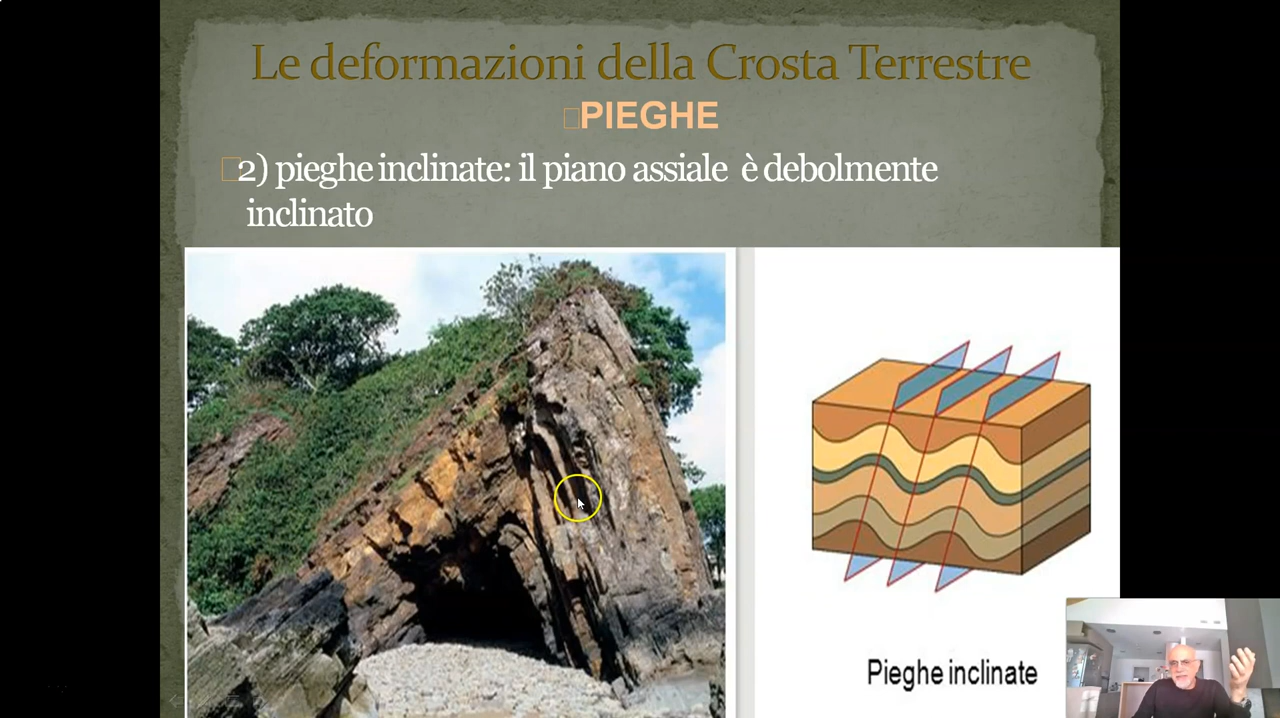 Le deformazioni della Crosta Terrestre
PIEGHE
2) pieghe inclinate: il piano assiale è debolmente
inclinato
Pieghe inclinate